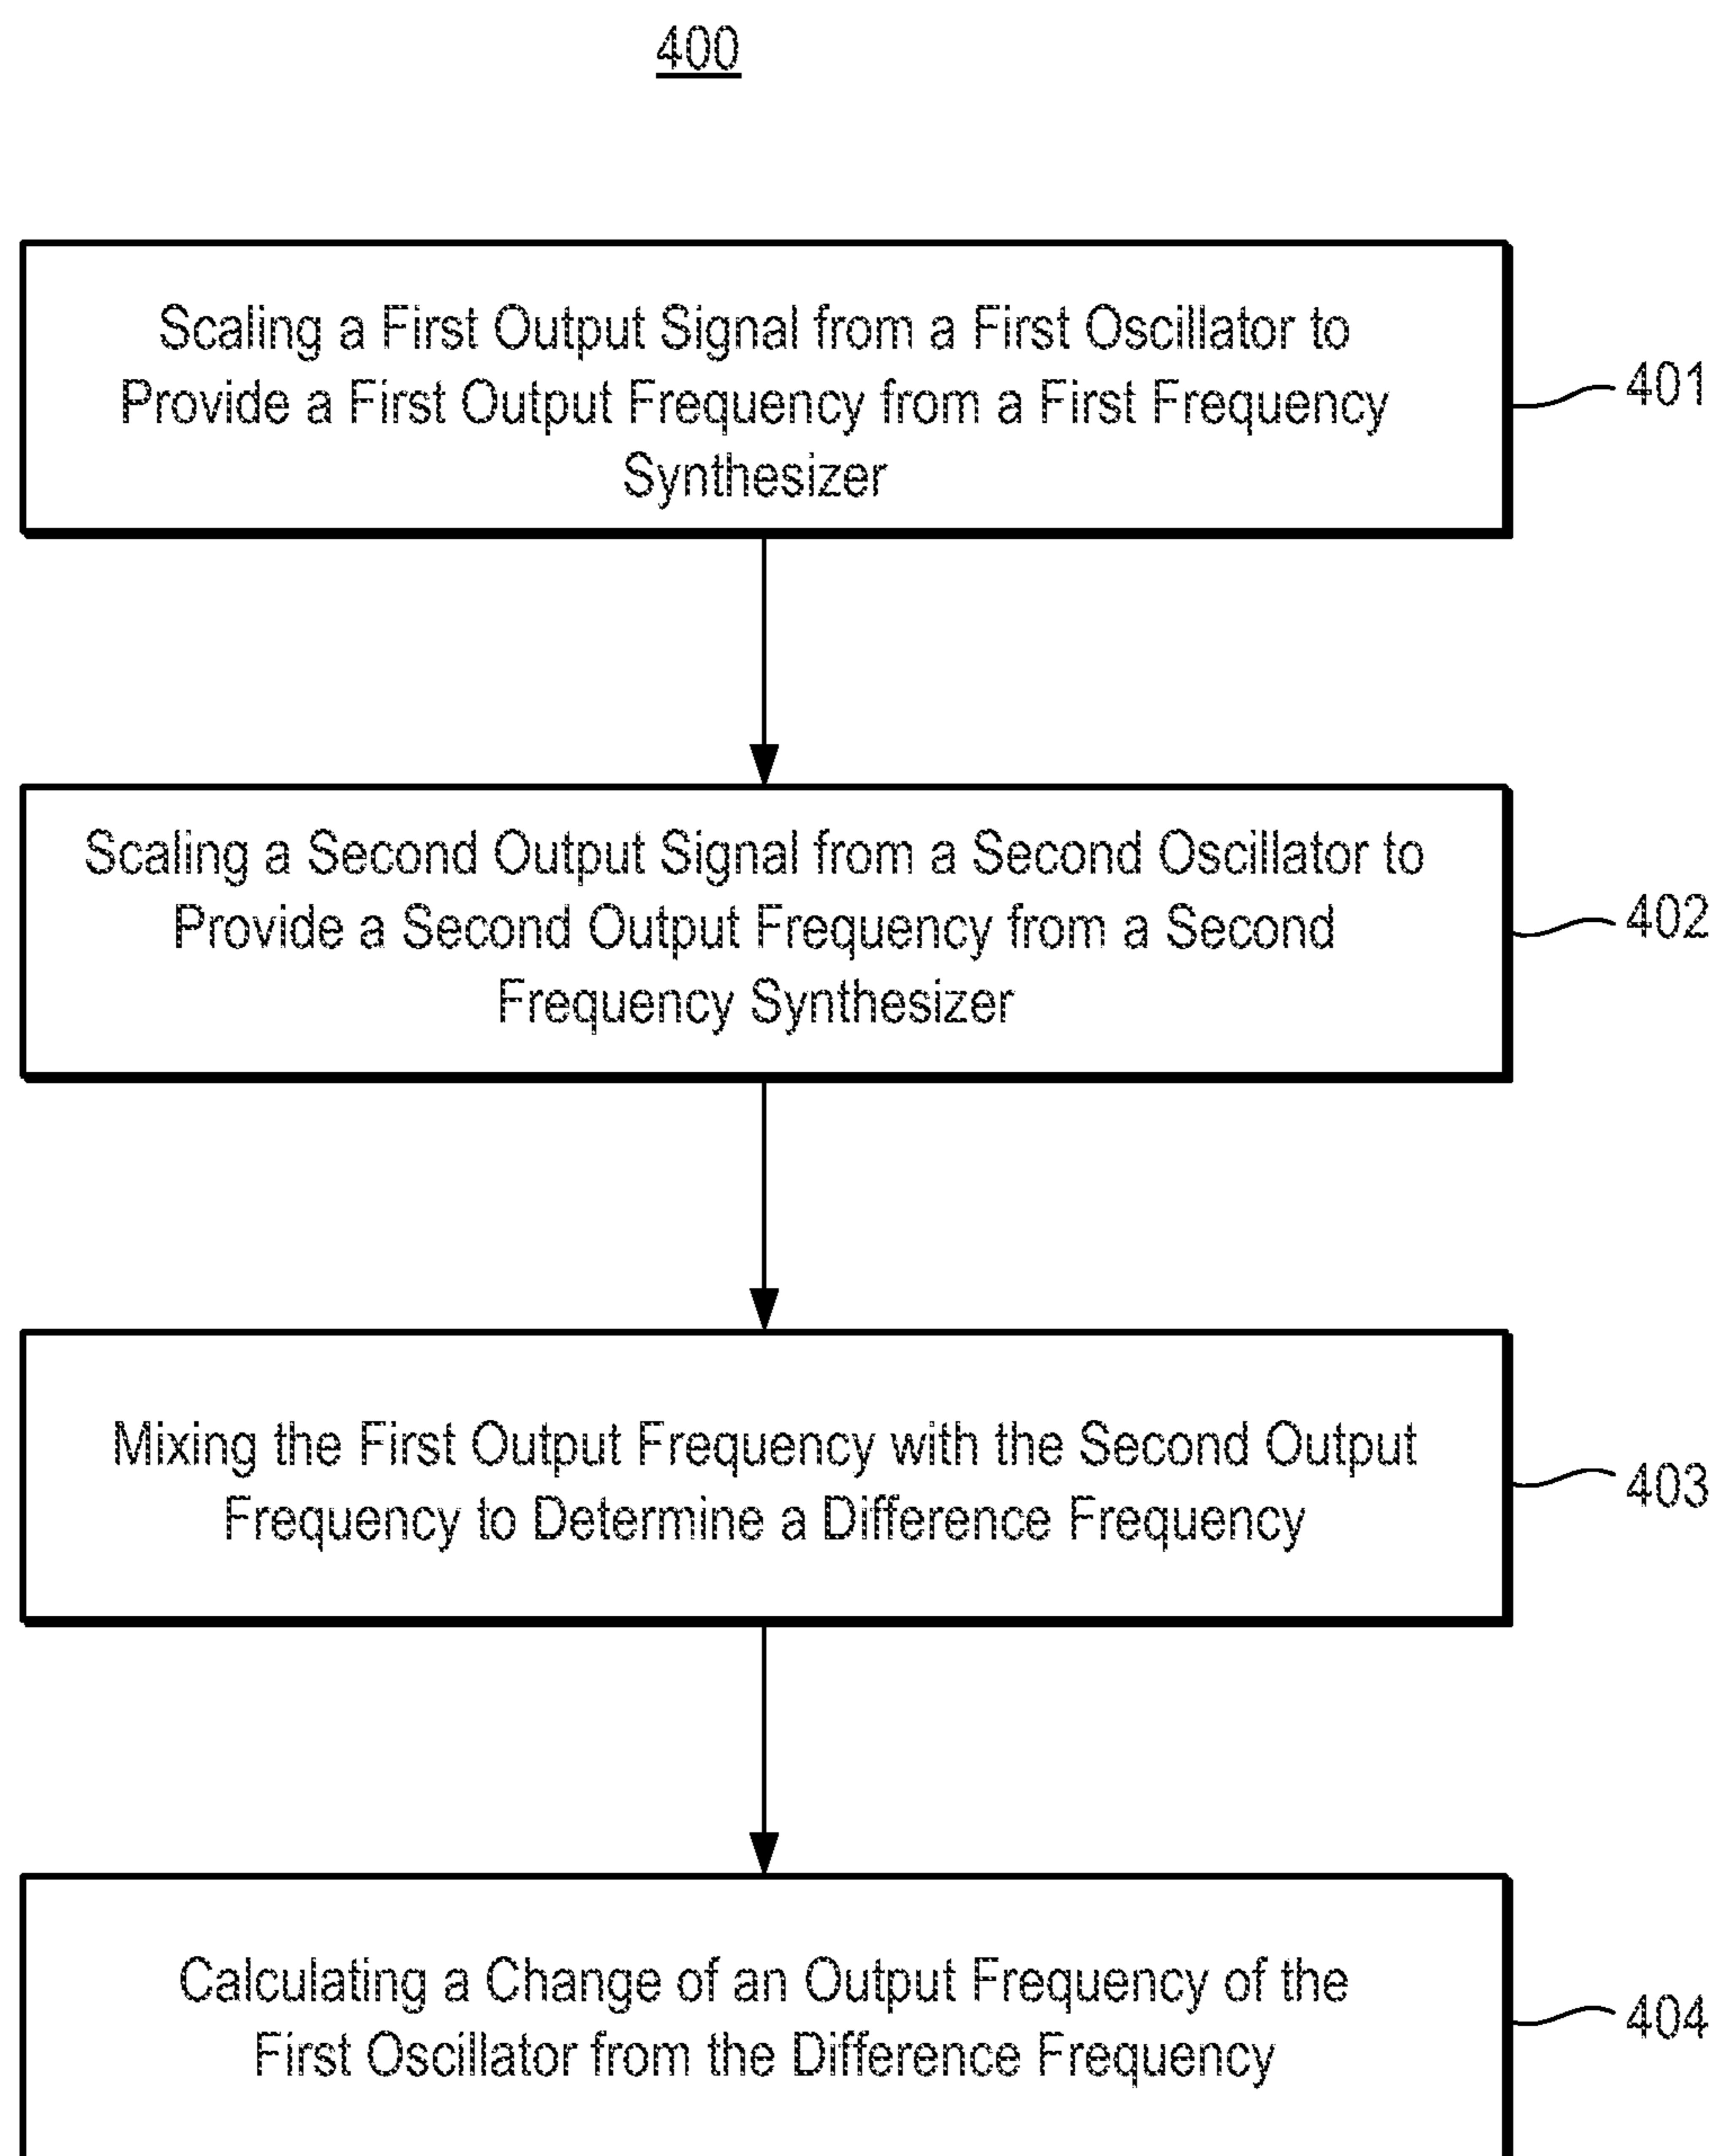 400
Scaling a First Output Signal from a First Oscillator to
Provide a First Output Frequency from a First Frequency
Synthesizer
401
Scaling a Second Output Signal from a Second Oscillator to
Provide a Second Output Frequency from a Second
Frequency Synthesizer
402
Mixing the First Output Frequency with the Second Output
Frequency to Determine a Difference Frequency
403
Calculating a Change of an Output Frequency of the
First Oscillator from the Difference Frequency
404